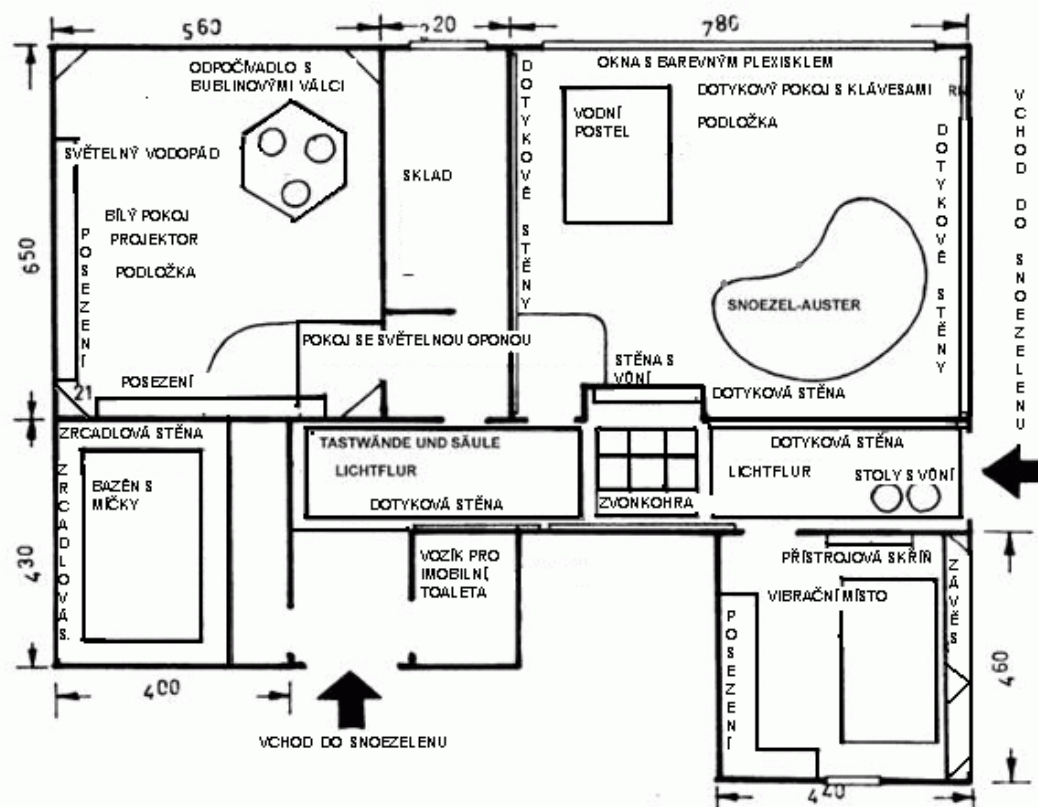 560
220
780
ODPOČÍVADLO S
BUBLINOVÝMI VÁLCI
OKNA S BAREVNÝM PLEXISKLEM
DOTYKOVÝ POKOJ S KLÁVESAMI
PODLOŽKA
VODNÍ
POSTEL
DOTYKOVÉ STĚNY
DOTYKOVÉ STĚNY
VCHOD DO SNOEZELENU
SVĚTELNÝ VODOPÁD
SKLAD
BÍLÝ POKOJ
PROJEKTOR
PODLOŽKA
POSEZENÍ
650
SNOEZEL-AUSTER
POKOJ SE SVĚTELNOU OPONOU
STĚNA S
VŮNÍ
POSEZENÍ
21
DOTYKOVÁ STĚNA
ZRCADLOVÁ STĚNA
TASTWÄNDE UND SÄULE
LICHTFLUR
DOTYKOVÁ STĚNA
DOTYKOVÁ STĚNA
LICHTFLUR
STOLY S VŮNÍ
ZVONKOHRA
BAZÉN S
MÍČKY
ZRCADLOVÁ S.
430
VOZÍK PRO
IMOBILNÍ
TOALETA
PŘÍSTROJOVÁ SKŘÍŇ
VIBRAČNÍ MÍSTO
ZÁVĚS
POSEZENÍ
460
400
VCHOD DO SNOEZELENU
440